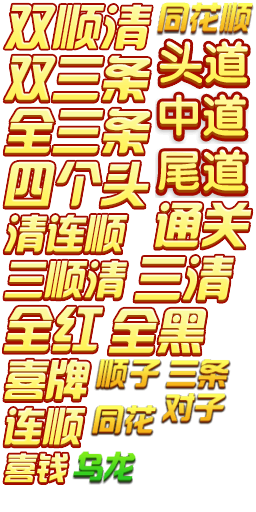 双顺清
同花顺
双三条
头道
全三条
中道
四个头
尾道
清连顺
通关
三顺清
三清
全红
全黑
喜牌
顺子
三条
连顺
同花
对子
喜钱
乌龙